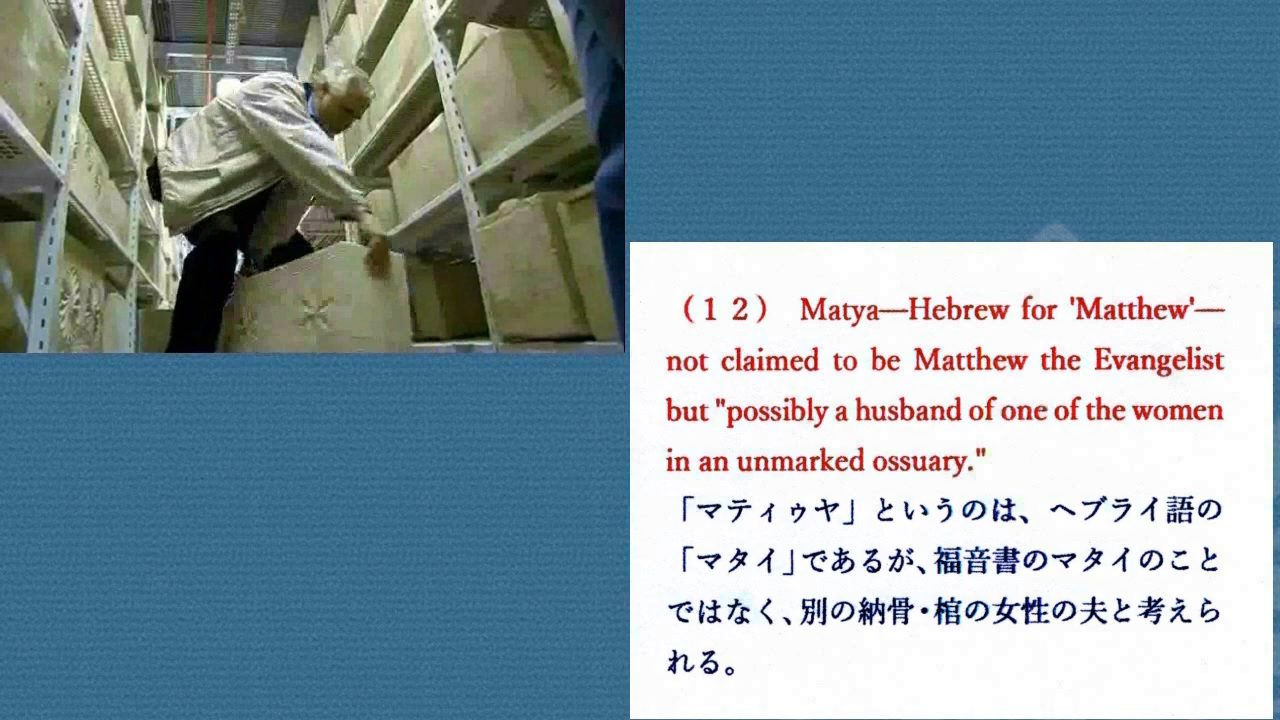 （１２） Matya—Hebrew for 'Matthew'—
not claimed to be Matthew the Evangelist
but "possibly a husband of one of the women
in an unmarked ossuary."
「マティゥヤ」というのは、ヘブライ語の
「マタイ」であるが、福音書のマタイのこと
ではなく、別の納骨・棺の女性の夫と考えら
れる。